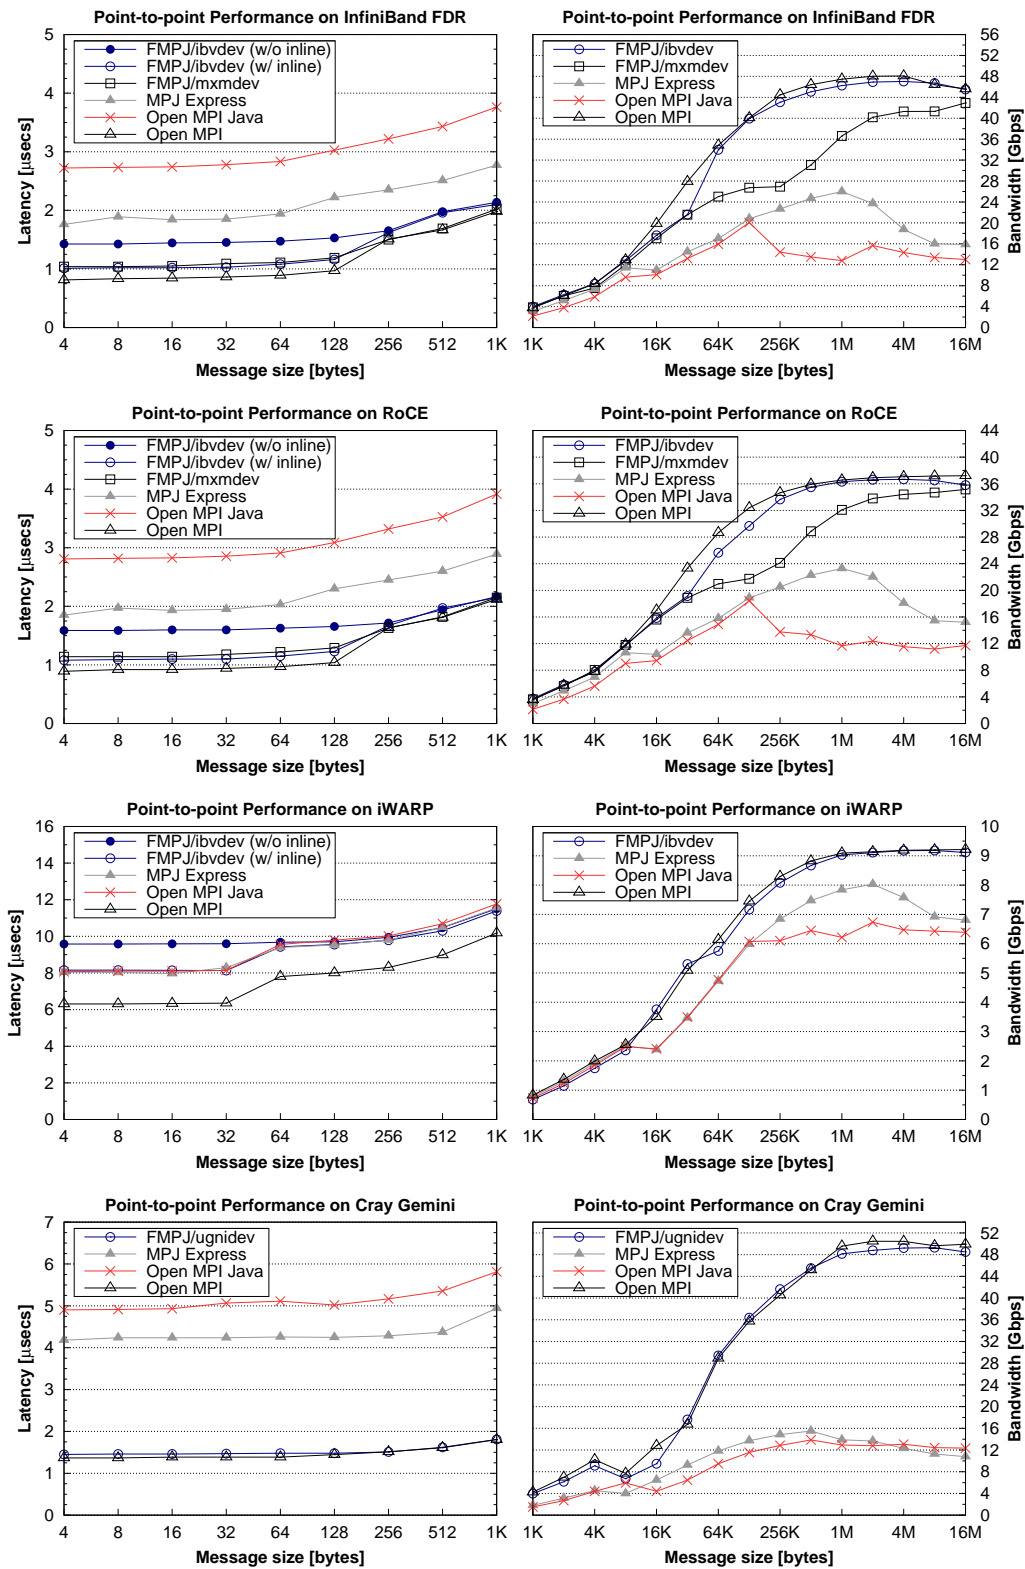 Point-to-point Performance on InfiniBand FDR
5
4
3
2
1
0
Latency [µsecs]
FMPJ/ibvdev (w/o inline)
FMPJ/ibvdev (w/ inline)
FMPJ/mxmdev
MPJ Express
Open MPI Java
Open MPI
4 8 16 32 64 128 256 512 1K
Message size [bytes]
Point-to-point Performance on InfiniBand FDR
FMPJ/ibvdev
FMPJ/mxmdev
MPJ Express
Open MPI Java
Open MPI
56
52
48
44
40
36
32
28
24
20
16
12
8
4
0
Bandwidth [Gbps]
1K 4K 16K 64K 256K 1M 4M 16M
Message size [bytes]
Point-to-point Performance on RoCE
5
4
3
2
1
0
Latency [µsecs]
FMPJ/ibvdev (w/o inline)
FMPJ/ibvdev (w/ inline)
FMPJ/mxmdev
MPJ Express
Open MPI Java
Open MPI
4 8 16 32 64 128 256 512 1K
Message size [bytes]
Point-to-point Performance on RoCE
FMPJ/ibvdev
FMPJ/mxmdev
MPJ Express
Open MPI Java
Open MPI
44
40
36
32
28
24
20
16
12
8
4
0
Bandwidth [Gbps]
1K 4K 16K 64K 256K 1M 4M 16M
Message size [bytes]
Point-to-point Performance on iWARP
16
14
12
10
8
6
4
2
0
Latency [µsecs]
FMPJ/ibvdev (w/o inline)
FMPJ/ibvdev (w/ inline)
MPJ Express
Open MPI Java
Open MPI
4 8 16 32 64 128 256 512 1K
Message size [bytes]
Point-to-point Performance on iWARP
FMPJ/ibvdev
MPJ Express
Open MPI Java
Open MPI
10
9
8
7
6
5
4
3
2
1
0
Bandwidth [Gbps]
1K 4K 16K 64K 256K 1M 4M 16M
Message size [bytes]
Point-to-point Performance on Cray Gemini
7
6
5
4
3
2
1
0
Latency [µsecs]
FMPJ/ugnidev
MPJ Express
Open MPI Java
Open MPI
4 8 16 32 64 128 256 512 1K
Message size [bytes]
Point-to-point Performance on Cray Gemini
FMPJ/ugnidev
MPJ Express
Open MPI Java
Open MPI
52
48
44
40
36
32
28
24
20
16
12
8
4
0
Bandwidth [Gbps]
1K 4K 16K 64K 256K 1M 4M 16M
Message size [bytes]